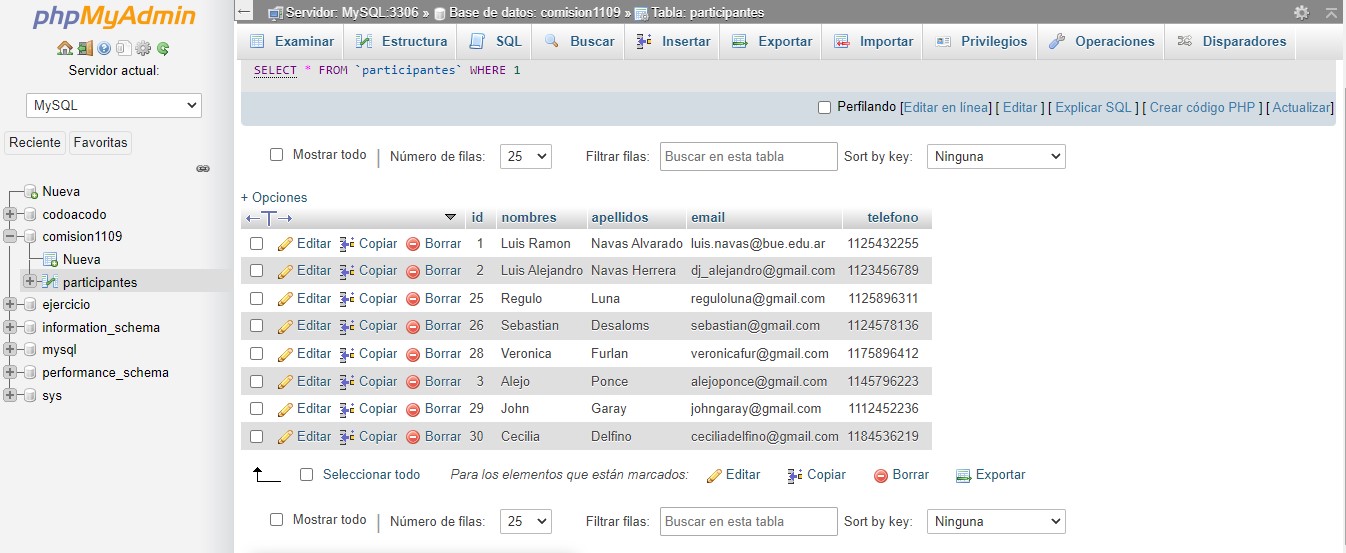 phpMyAdmin
Servidor actual:
MySQL
Reciente Favoritas
Nueva
codoacodo
comision1109
Nueva
participantes
ejercicio
information_schema
mysql
performance_schema
sys
Servidor: MySQL:3306 » Base de datos: comision1109 » Tabla: participantes
Examinar Estructura SQL Buscar Insertar Exportar Importar Privilegios Operaciones Disparadores
SELECT * FROM `participantes` WHERE 1
Perfilando [Editar en línea] [ Editar ] [ Explicar SQL ] [ Crear código PHP ] [ Actualizar]
Mostrar todo | Número de filas: 25 Filtrar filas: Buscar en esta tabla Sort by key: Ninguna
+ Opciones
←T→ id nombres apellidos email telefono
Editar Copiar Borrar 1 Luis Ramon Navas Alvarado luis.navas@bue.edu.ar 1125432255
Editar Copiar Borrar 2 Luis Alejandro Navas Herrera dj_alejandro@gmail.com 1123456789
Editar Copiar Borrar 25 Regulo Luna reguloluna@gmail.com 1125896311
Editar Copiar Borrar 26 Sebastian Desaloms sebastian@gmail.com 1124578136
Editar Copiar Borrar 28 Veronica Furlan veronicafur@gmail.com 1175896412
Editar Copiar Borrar 3 Alejo Ponce alejoponce@gmail.com 1145796223
Editar Copiar Borrar 29 John Garay johngaray@gmail.com 1112452236
Editar Copiar Borrar 30 Cecilia Delfino ceciliadelfino@gmail.com 1184536219
Seleccionar todo Para los elementos que están marcados: Editar Copiar Borrar Exportar
Mostrar todo | Número de filas: 25 Filtrar filas: Buscar en esta tabla Sort by key: Ninguna